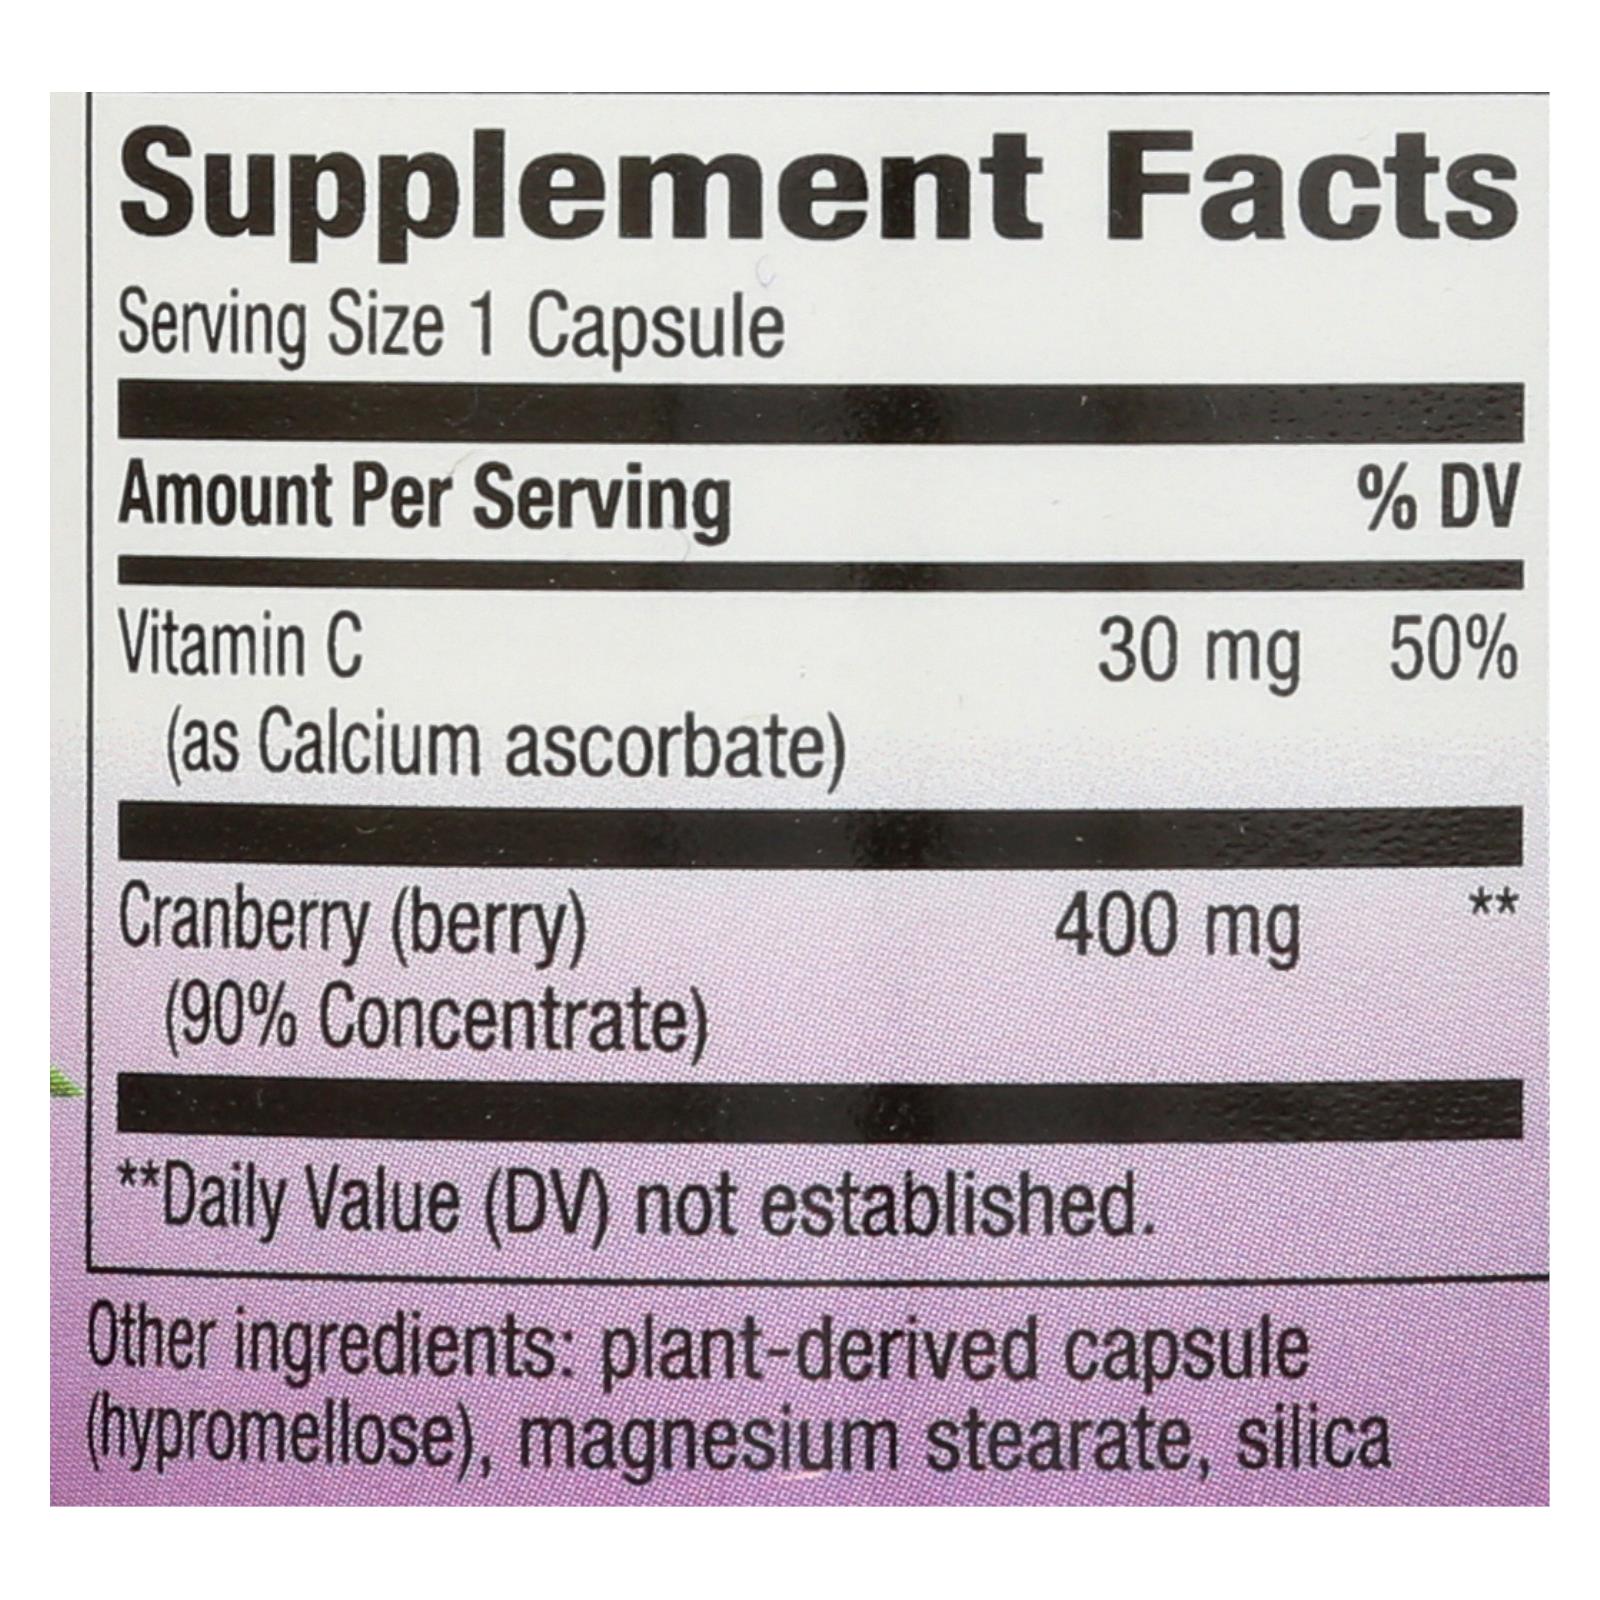 Supplement Facts
Serving Size 1 Capsule
Amount Per Serving % DV
Vitamin C 30 mg 50%
(as Calcium ascorbate)
Cranberry (berry) 400 mg **
(90% Concentrate)
**Daily Value (DV) not established.
Other ingredients: plant-derived capsule
(hypromellose), magnesium stearate, silica